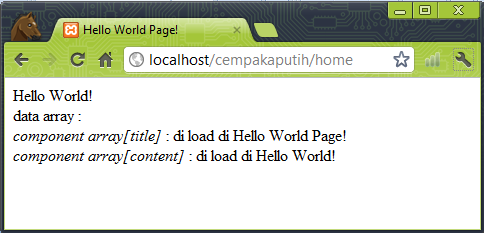 Hello World Page!
localhost/cempakaputih/home
Hello World!
data array :
component array[title] : di load di Hello World Page!
component array[content] : di load di Hello World!